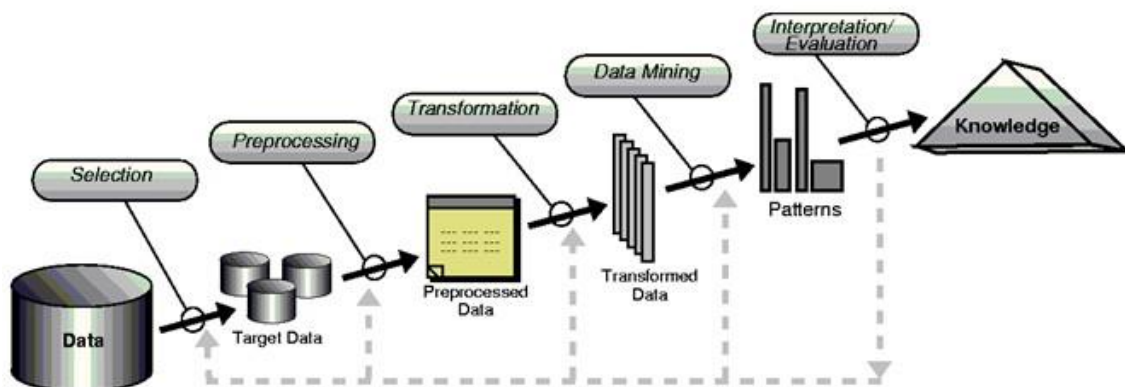 Interpretation/
Evaluation
Data Mining
Transformation
Preprocessing
Selection
Knowledge
Patterns
Transformed
Data
Preprocessed
Data
Target Data
Data